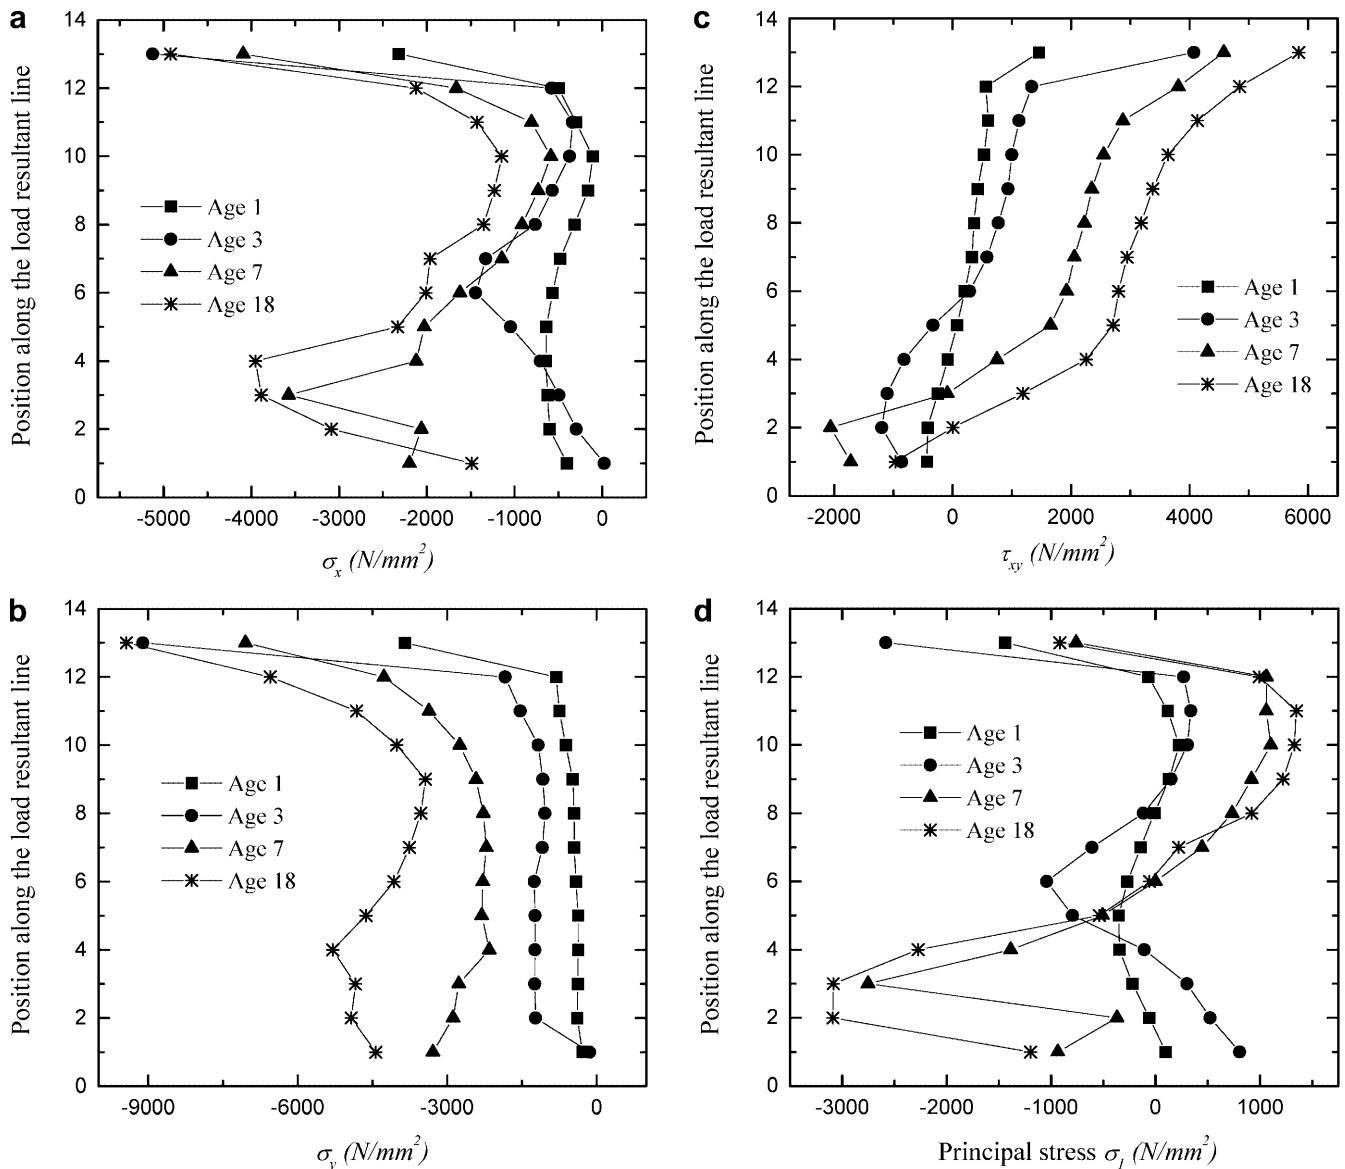 a
14
12
10
8
6
4
2
0
Position along the load resultant line
Age 1
Age 3
Age 7
Age 18
-5000 -4000 -3000 -2000 -1000 0
σx (N/mm²)
c
14
12
10
8
6
4
2
0
Position along the load resultant line
Age 1
Age 3
Age 7
Age 18
-2000 0 2000 4000 6000
τxy (N/mm²)
b
14
12
10
8
6
4
2
0
Position along the load resultant line
Age 1
Age 3
Age 7
Age 18
-9000 -6000 -3000 0
σy (N/mm²)
d
14
12
10
8
6
4
2
0
Position along the load resultant line
Age 1
Age 3
Age 7
Age 18
-3000 -2000 -1000 0 1000
Principal stress σ1 (N/mm²)